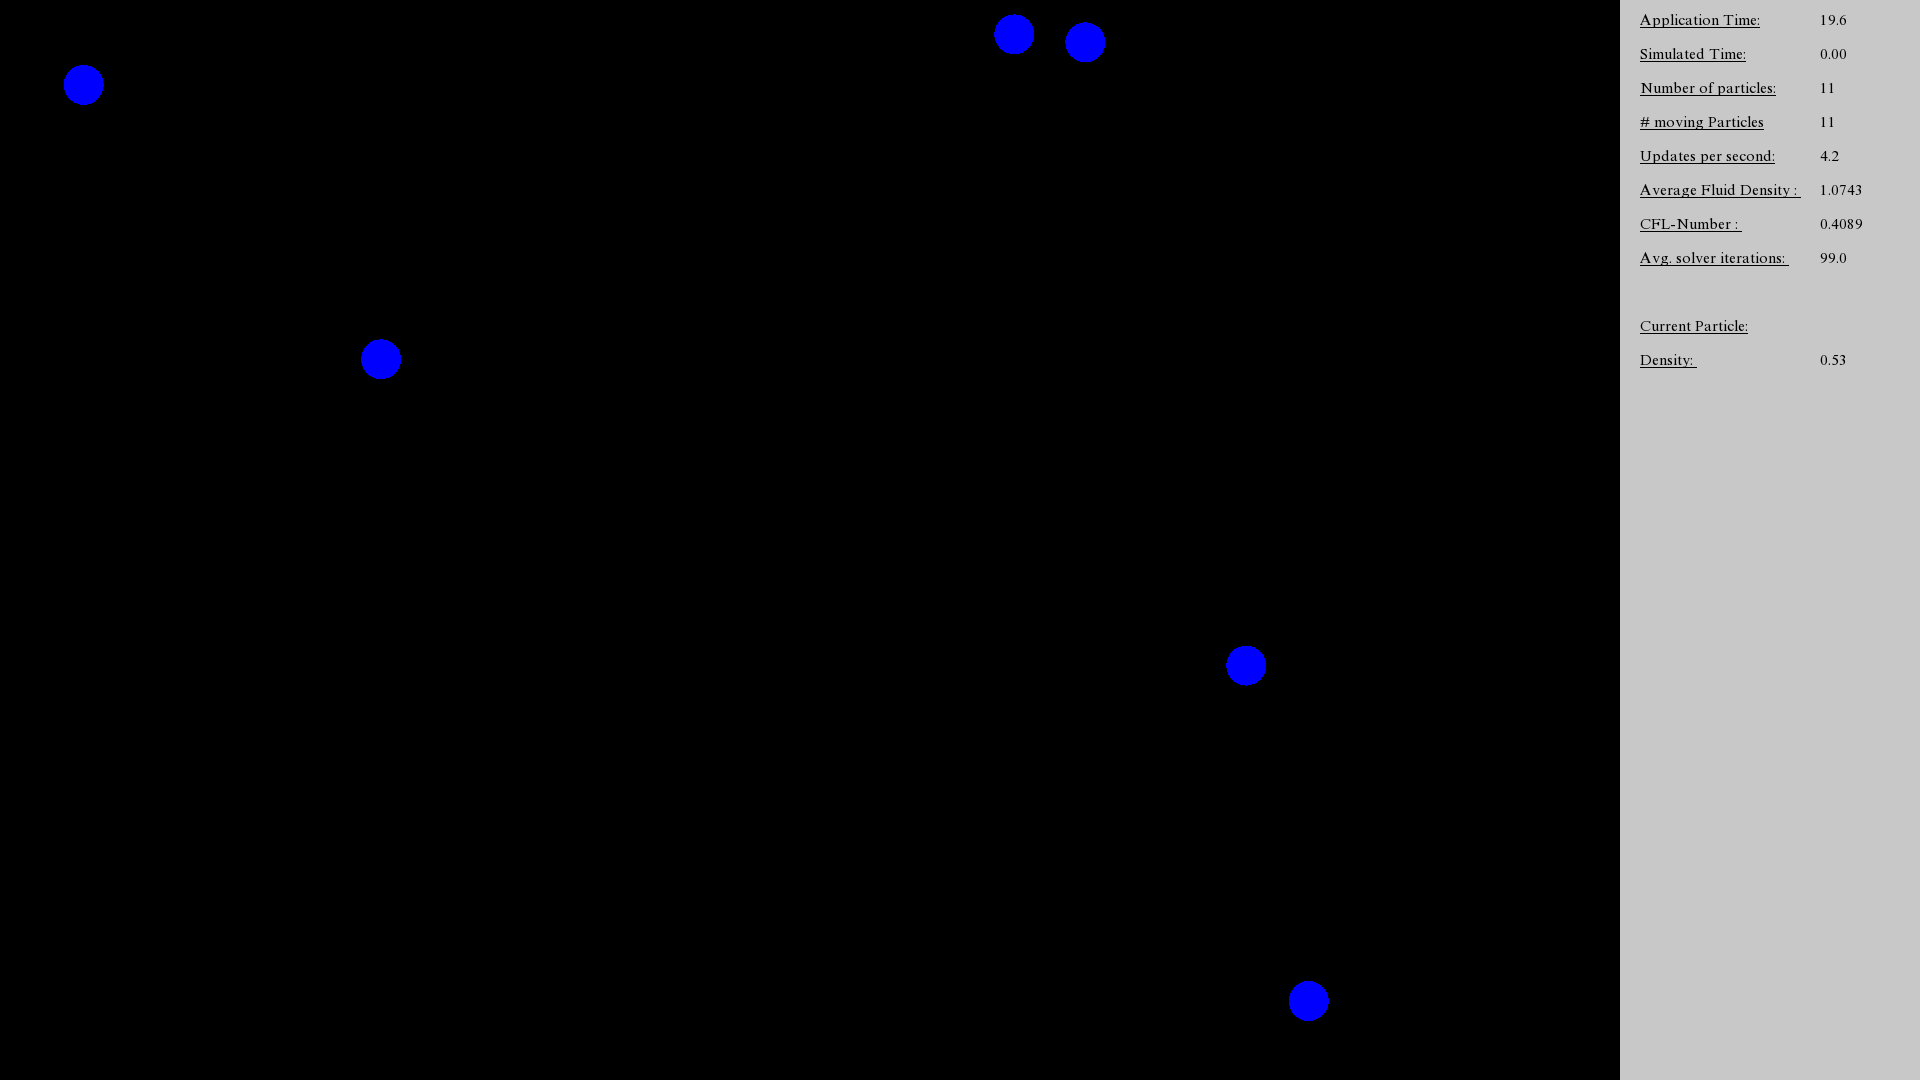 Application Time: 19.6
Simulated Time: 0.00
Number of particles: 11
# moving Particles 11
Updates per second: 4.2
Average Fluid Density : 1.0743
CFL-Number : 0.4089
Avg. solver iterations: 99.0
Current Particle:
Density: 0.53